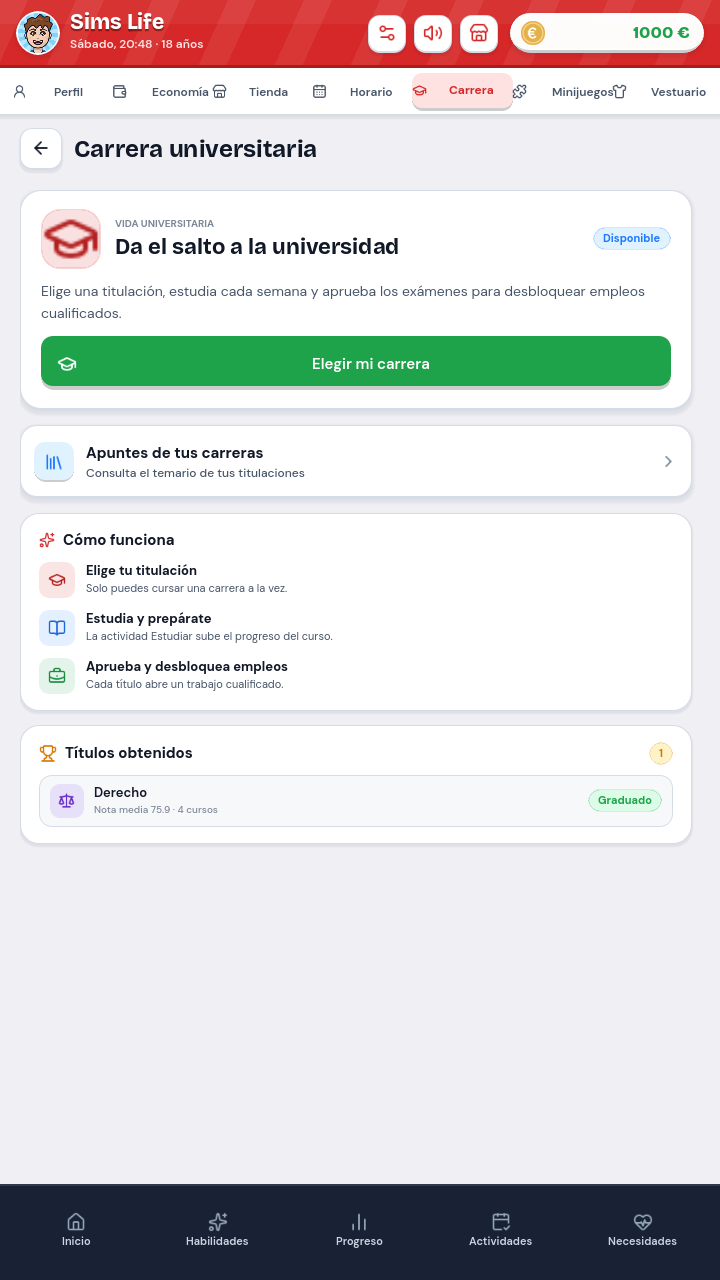 Sims Life
Sábado, 20:48 · 18 años
€
1000 €
Perfil
Economía
Tienda
Horario
Carrera
Minijuegos
Vestuario
Carrera universitaria
VIDA UNIVERSITARIA
Da el salto a la universidad
Disponible
Elige una titulación, estudia cada semana y aprueba los exámenes para desbloquear empleos
cualificados.
Elegir mi carrera
Apuntes de tus carreras
Consulta el temario de tus titulaciones
Cómo funciona
Elige tu titulación
Solo puedes cursar una carrera a la vez.
Estudia y prepárate
La actividad Estudiar sube el progreso del curso.
Aprueba y desbloquea empleos
Cada título abre un trabajo cualificado.
Títulos obtenidos
1
Derecho
Nota media 75.9 · 4 cursos
Graduado
Inicio
Habilidades
Progreso
Actividades
Necesidades